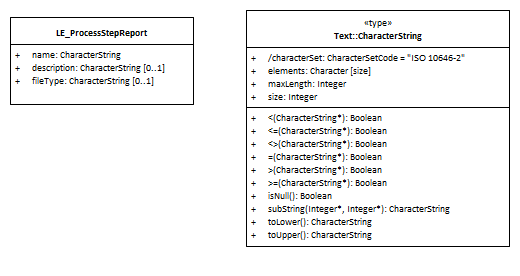 LE_ProcessStepReport
+ name: CharacterString
+ description: CharacterString [0..1]
+ fileType: CharacterString [0..1]
«type»
Text::CharacterString
+ /characterSet: CharacterSetCode = "ISO 10646-2"
+ elements: Character [size]
+ maxLength: Integer
+ size: Integer
+ <(CharacterString*): Boolean
+ <=(CharacterString*): Boolean
+ <>(CharacterString*): Boolean
+ =(CharacterString*): Boolean
+ >(CharacterString*): Boolean
+ >=(CharacterString*): Boolean
+ isNull(): Boolean
+ subString(Integer*, Integer*): CharacterString
+ toLower(): CharacterString
+ toUpper(): CharacterString